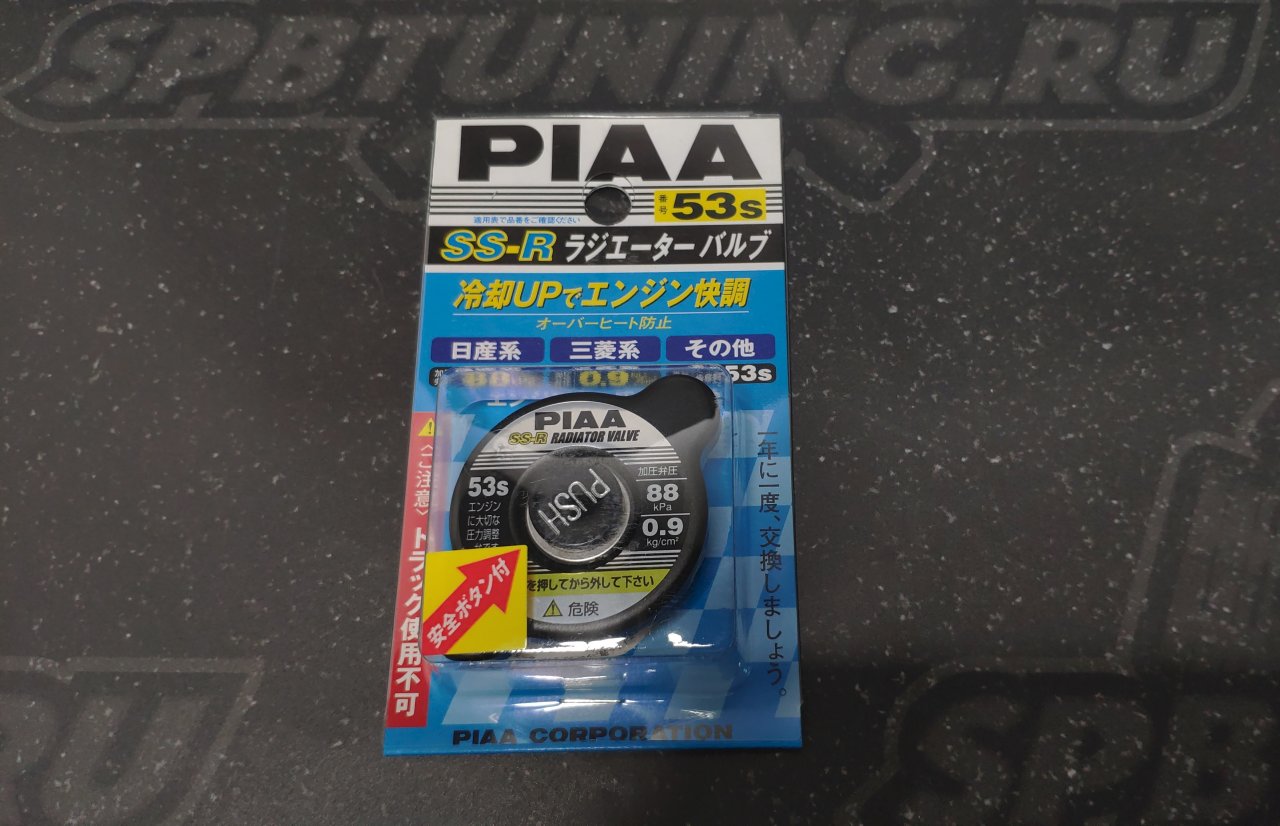 SPBTUNING.RU
PIAA
番号 53s
適用表で品番をご確認ください
SS-R ラジエーター バルブ
冷却UPでエンジン快調
オーバーヒート防止
日産系 三菱系 その他
88 0.9 53s
PIAA
SS-R RADIATOR VALVE
53s
エンジン
に大切な
圧力調整
弁です
PUSH
加圧弁圧
88
kPa
0.9
kg/cm²
を押してから外して下さい
⚠危険
安全ボタン付
⚠〈ご注意〉トラック使用不可
一年に一度、交換しましょう。
PIAA CORPORATION
RU
SPB